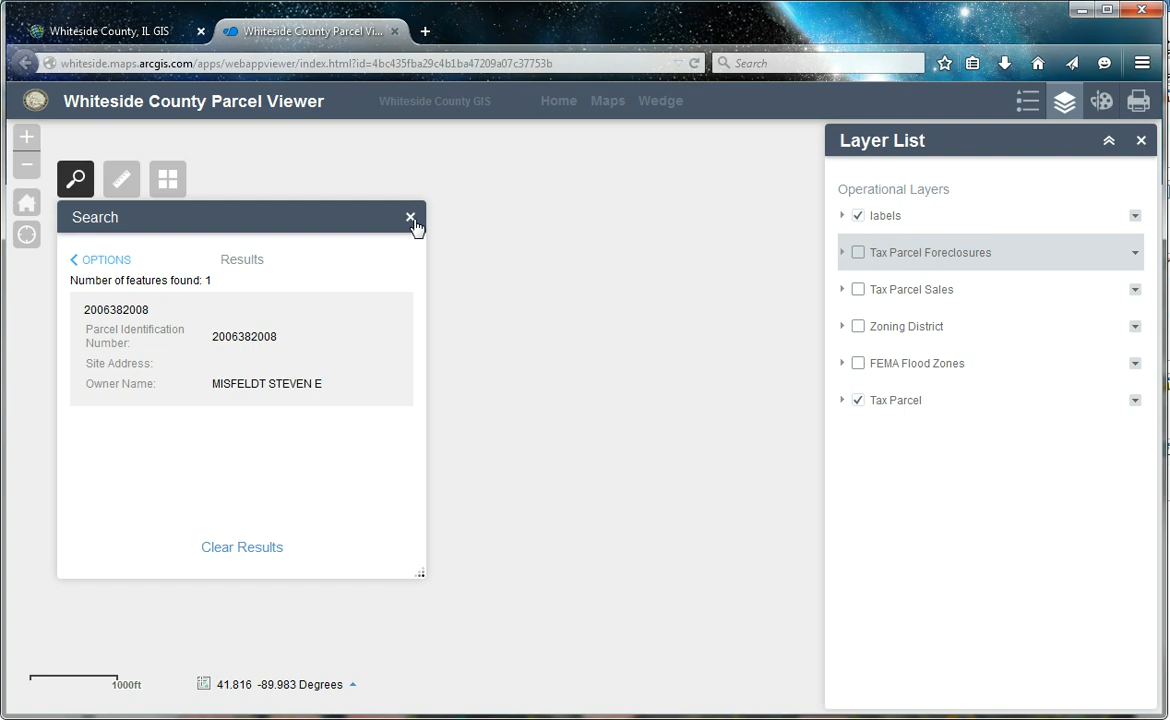 Whiteside County, IL GIS
Whiteside County Parcel Vi...
whiteside.maps.arcgis.com/apps/webappviewer/index.html?id=4bc435fba29c4b1ba47209a07c37753b
Search
Whiteside County Parcel Viewer
Whiteside County GIS
Home
Maps
Wedge
Search
OPTIONS
Results
Number of features found: 1
2006382008
Parcel Identification
Number:
2006382008
Site Address:
Owner Name:
MISFELDT STEVEN E
Clear Results
1000ft
41.816 -89.983 Degrees
Layer List
Operational Layers
labels
Tax Parcel Foreclosures
Tax Parcel Sales
Zoning District
FEMA Flood Zones
Tax Parcel